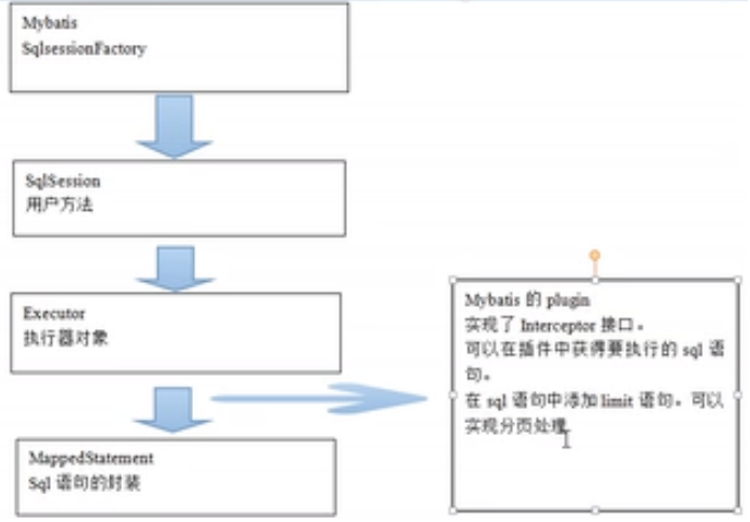 Mybatis
SqlsessionFactory
SqlSession
用户方法
Executor
执行器对象
MappedStatement
Sql 语句的封装
Mybatis 的 plugin
实现了 Interceptor 接口。
可以在插件中获得要执行的 sql 语
句。
在 sql 语句中添加 limit 语句。可以
实现分页处理